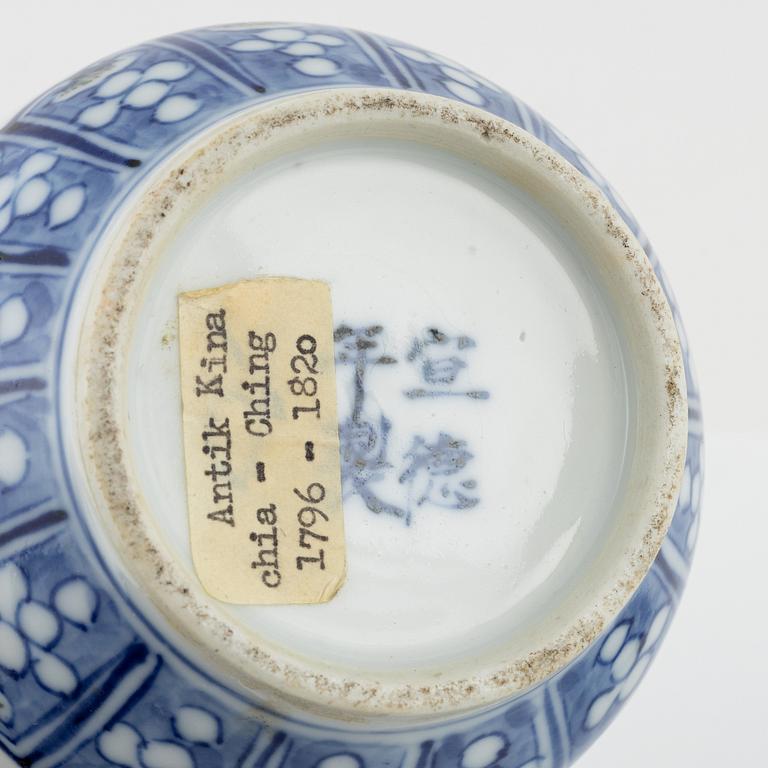 Antik Kina
chia - Ching
1796 - 1820
宣德
年製